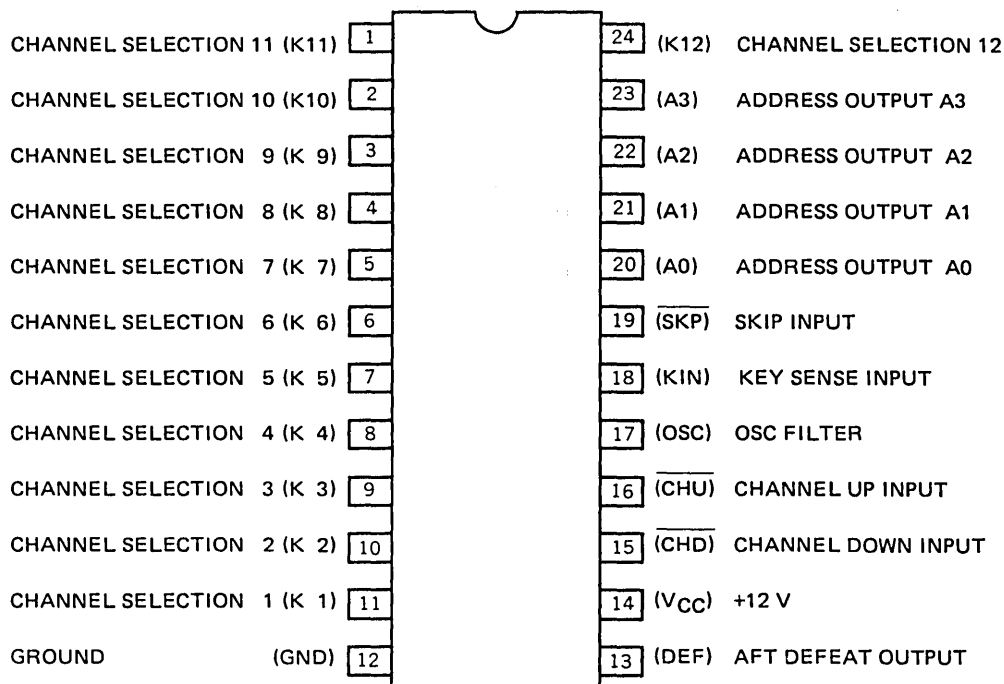 CHANNEL SELECTION 11 (K11) 1 24 (K12) CHANNEL SELECTION 12
CHANNEL SELECTION 10 (K10) 2 23 (A3) ADDRESS OUTPUT A3
CHANNEL SELECTION 9 (K 9) 3 22 (A2) ADDRESS OUTPUT A2
CHANNEL SELECTION 8 (K 8) 4 21 (A1) ADDRESS OUTPUT A1
CHANNEL SELECTION 7 (K 7) 5 20 (A0) ADDRESS OUTPUT A0
CHANNEL SELECTION 6 (K 6) 6 19 (S̅K̅P̅) SKIP INPUT
CHANNEL SELECTION 5 (K 5) 7 18 (KIN) KEY SENSE INPUT
CHANNEL SELECTION 4 (K 4) 8 17 (OSC) OSC FILTER
CHANNEL SELECTION 3 (K 3) 9 16 (C̅H̅U̅) CHANNEL UP INPUT
CHANNEL SELECTION 2 (K 2) 10 15 (C̅H̅D̅) CHANNEL DOWN INPUT
CHANNEL SELECTION 1 (K 1) 11 14 (VCC) +12 V
GROUND (GND) 12 13 (DEF) AFT DEFEAT OUTPUT